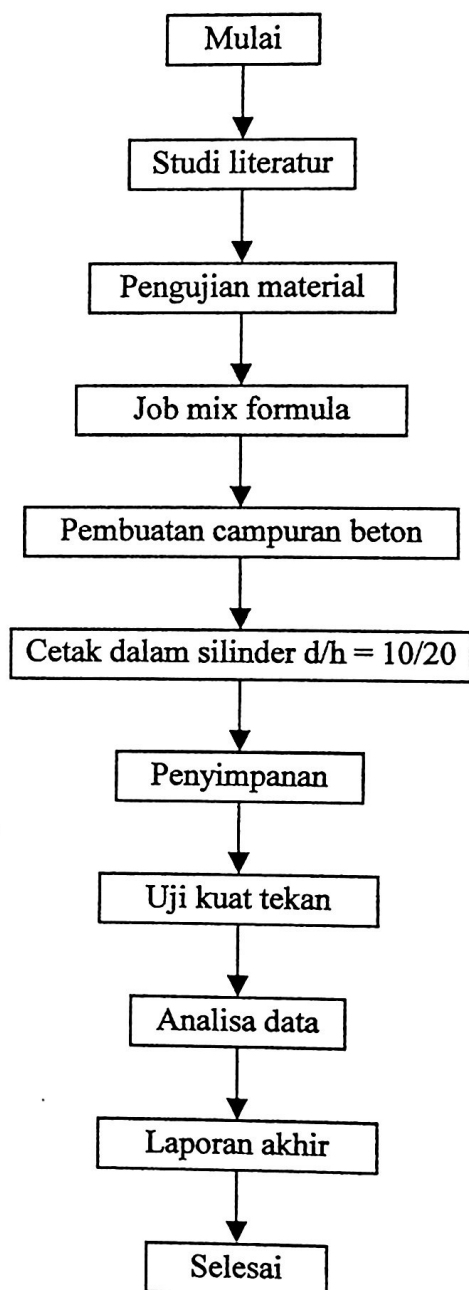 Mulai
Studi literatur
Pengujian material
Job mix formula
Pembuatan campuran beton
Cetak dalam silinder d/h = 10/20
Penyimpanan
Uji kuat tekan
Analisa data
Laporan akhir
Selesai